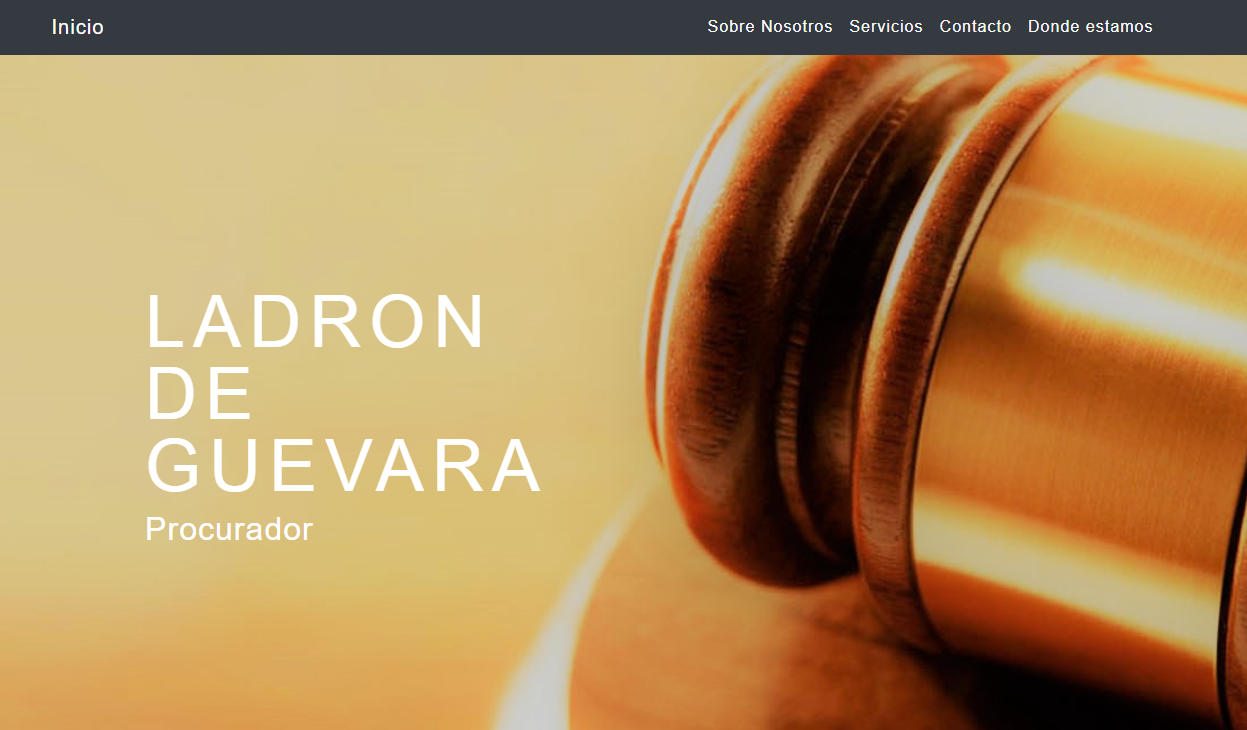 Inicio
Sobre Nosotros Servicios Contacto Donde estamos
LADRON
DE
GUEVARA
Procurador